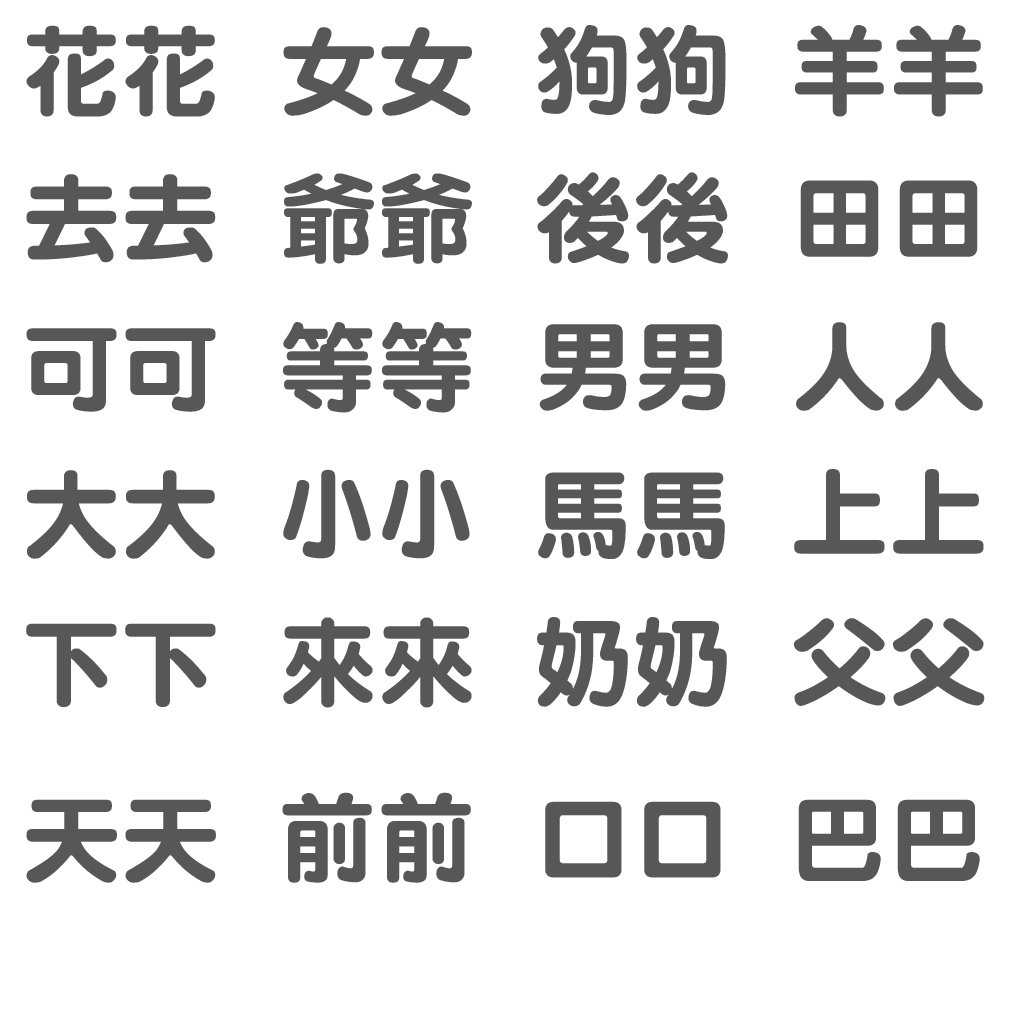 花花 女女 狗狗 羊羊
去去 爺爺 後後 田田
可可 等等 男男 人人
大大 小小 馬馬 上上
下下 來來 奶奶 父父
天天 前前 口口 巴巴